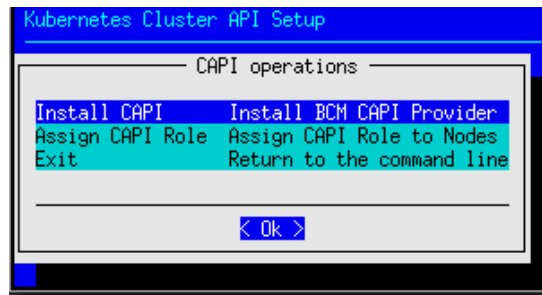 Kubernetes Cluster API Setup
CAPI operations
Install CAPI Install BCM CAPI Provider
Assign CAPI Role Assign CAPI Role to Nodes
Exit Return to the command line
< Ok >